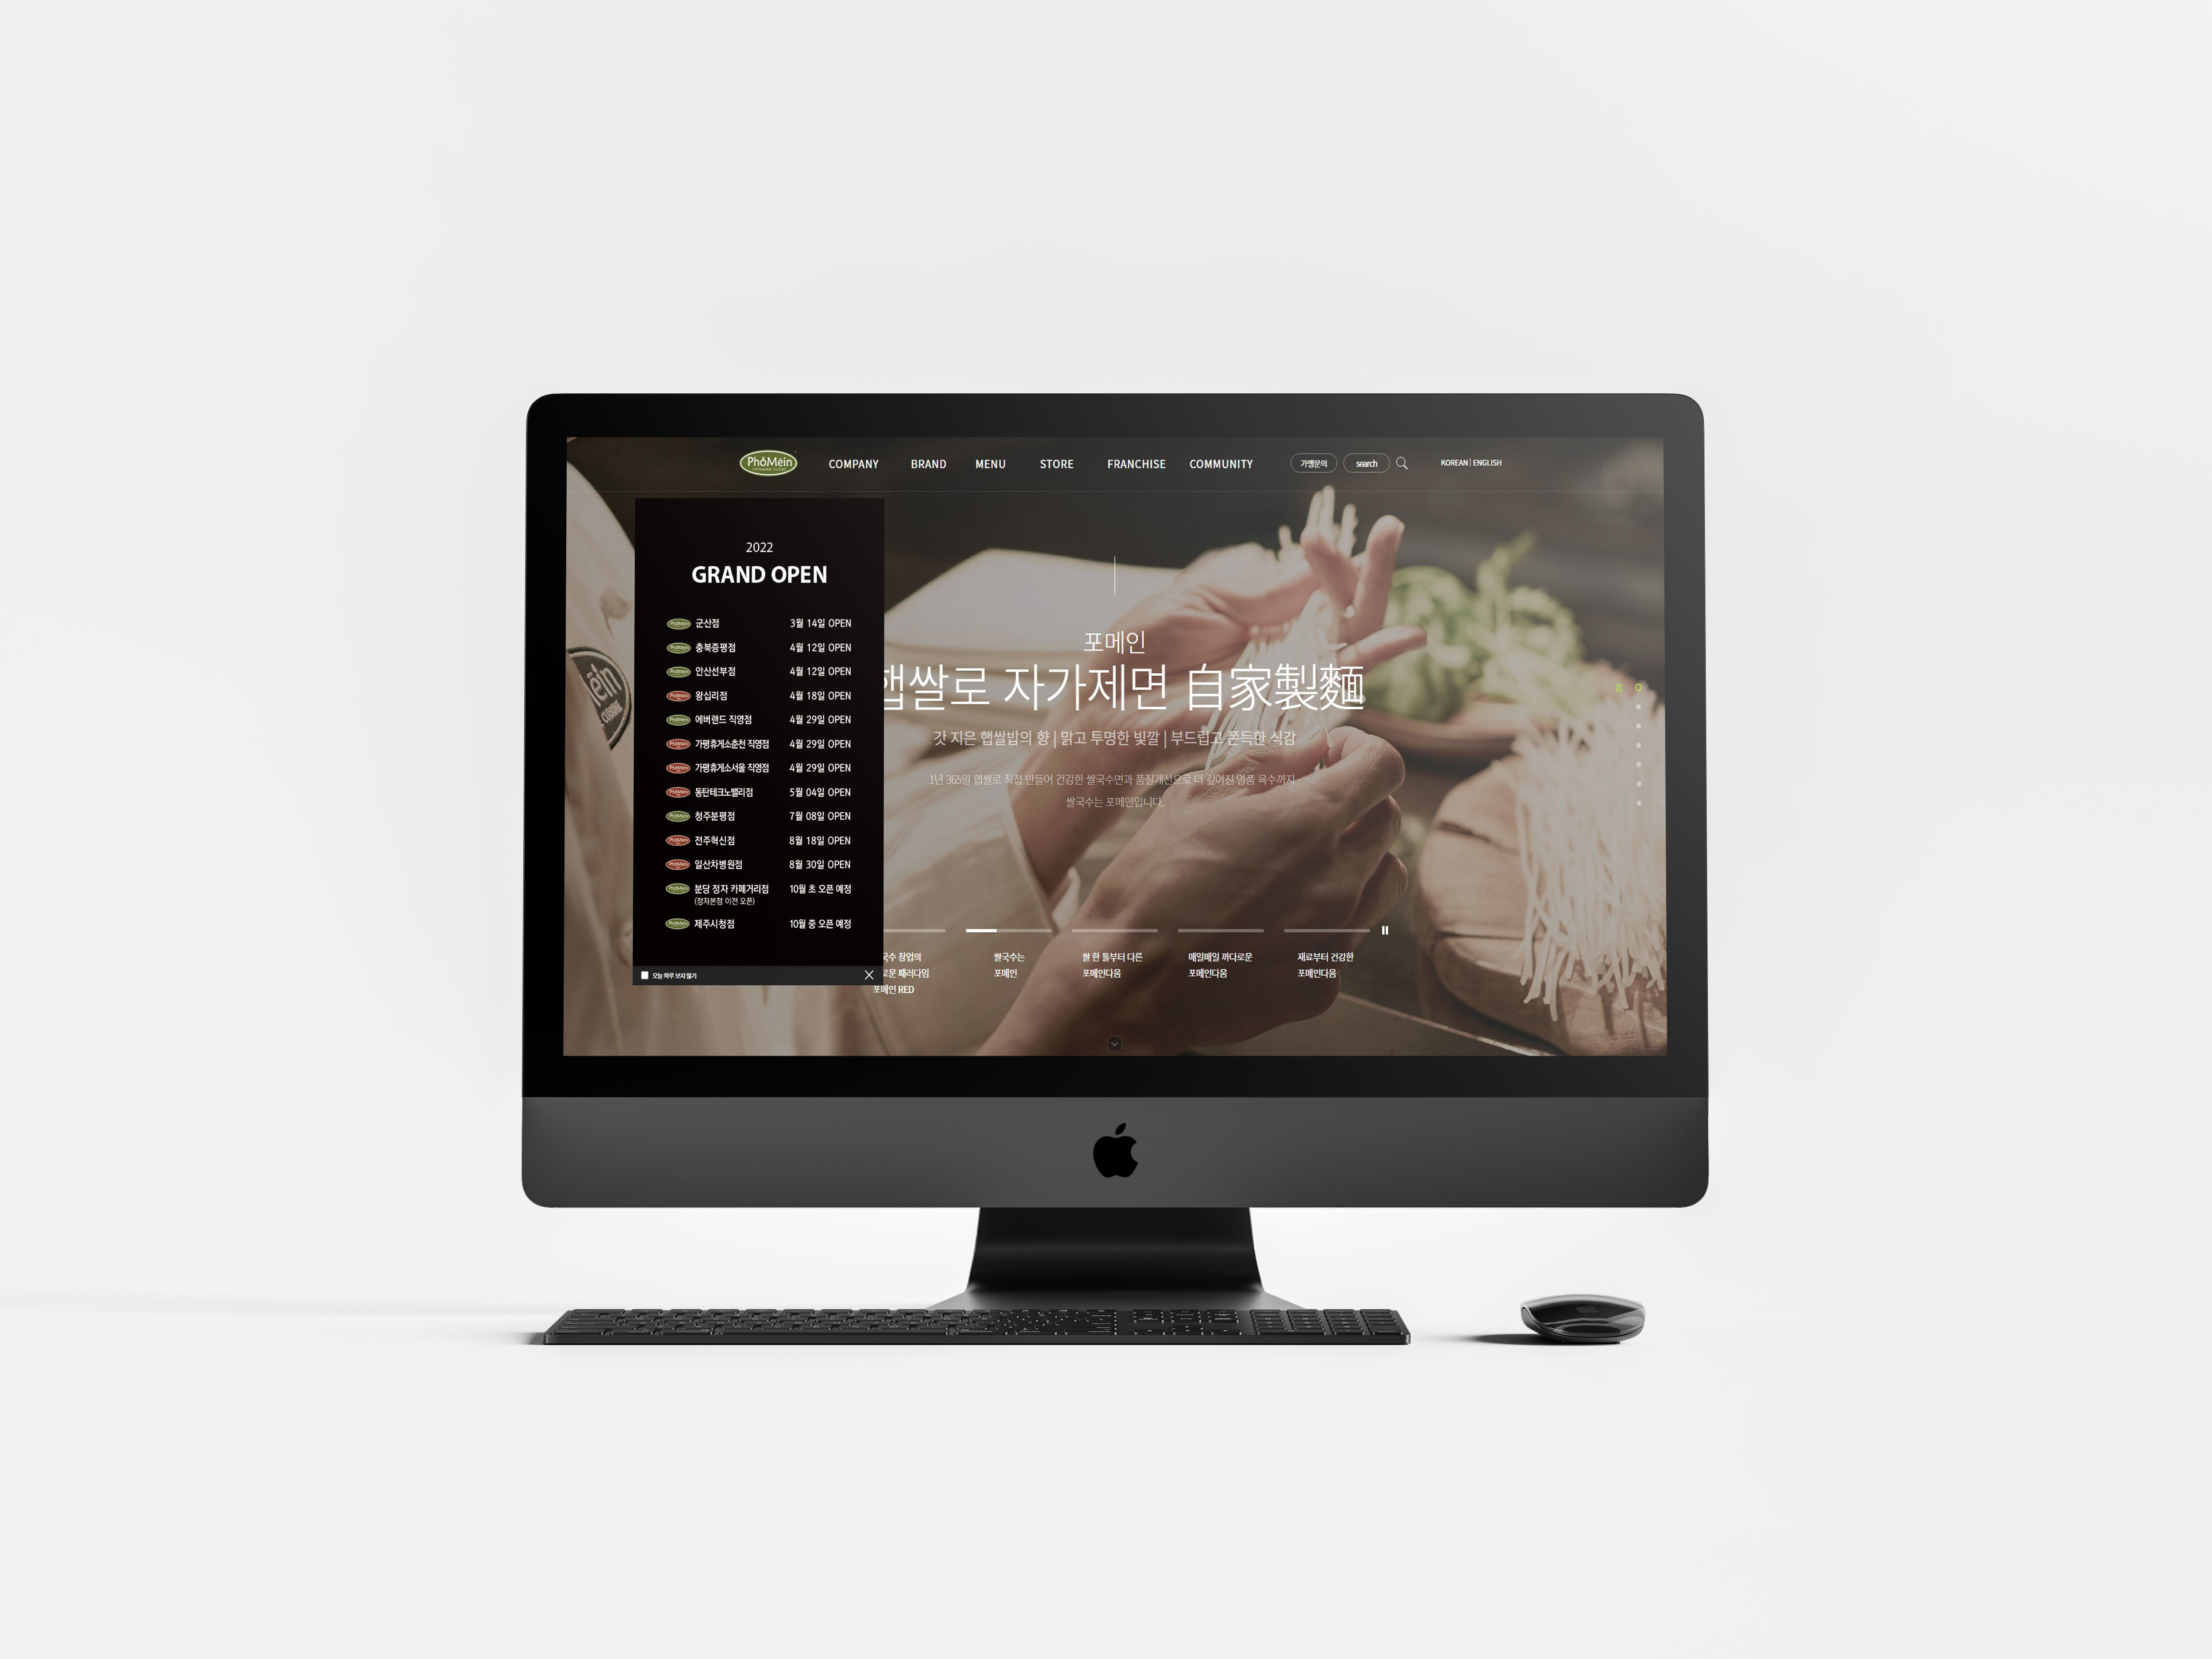 PhốMein
COMPANY BRAND MENU STORE FRANCHISE COMMUNITY 가맹문의 search KOREAN | ENGLISH
2022
GRAND OPEN
군산점 3월 14일 OPEN
충북증평점 4월 12일 OPEN
안산선부점 4월 12일 OPEN
왕십리점 4월 18일 OPEN
에버랜드 직영점 4월 29일 OPEN
가평휴게소춘천 직영점 4월 29일 OPEN
가평휴게소서울 직영점 4월 29일 OPEN
동탄테크노밸리점 5월 04일 OPEN
청주분평점 7월 08일 OPEN
전주혁신점 8월 18일 OPEN
일산차병원점 8월 30일 OPEN
분당 정자 카페거리점 10월 초 오픈 예정
(정자본점 이전 오픈)
제주시청점 10월 중 오픈 예정
오늘 하루 보지 않기
포메인
햅쌀로 자가제면 自家製麵
갓 지은 햅쌀밥의 향 | 맑고 투명한 빛깔 | 부드럽고 쫀득한 식감
1년 365일 햅쌀로 직접 만들어 건강한 쌀국수면과 품질개선으로 더 깊어진 명품 육수까지
쌀국수는 포메인입니다.
국수 창업의
로운 패러다임
포메인 RED
쌀국수는
포메인
쌀 한 톨부터 다른
포메인다움
매일매일 까다로운
포메인다움
재료부터 건강한
포메인다움